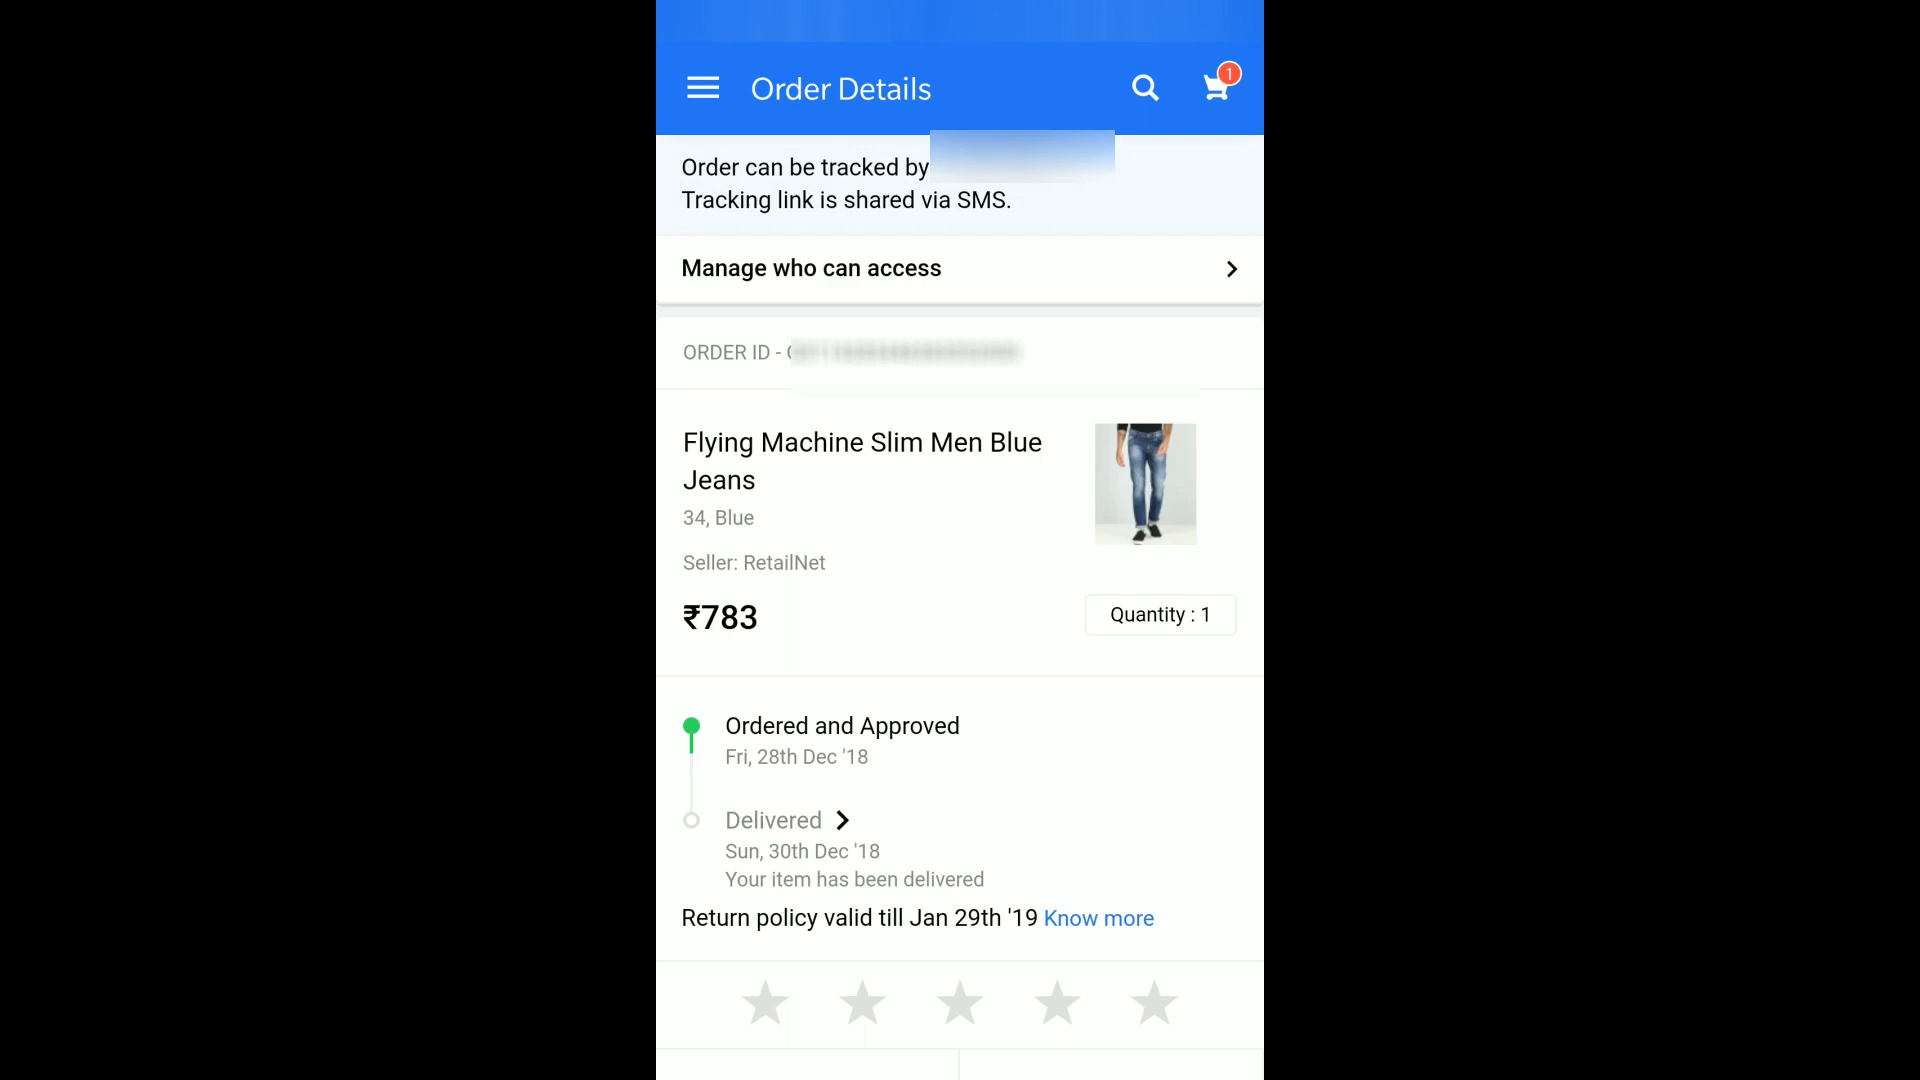 Order Details
1
Order can be tracked by
Tracking link is shared via SMS.
Manage who can access
ORDER ID -
Flying Machine Slim Men Blue
Jeans
34, Blue
Seller: RetailNet
₹783
Quantity : 1
Ordered and Approved
Fri, 28th Dec '18
Delivered
Sun, 30th Dec '18
Your item has been delivered
Return policy valid till Jan 29th '19 Know more